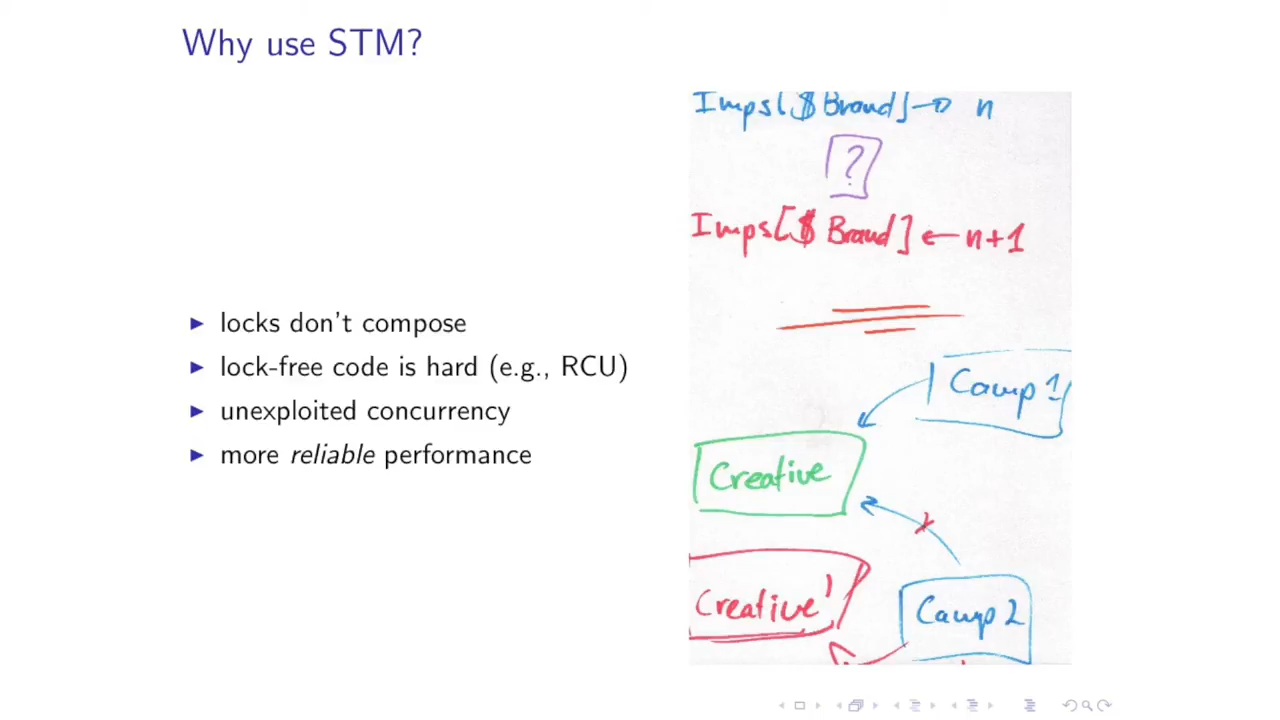 Why use STM?
Imps[$Brand] → n
?
Imps[$Brand] ← n+1
▶ locks don't compose
▶ lock-free code is hard (e.g., RCU)
▶ unexploited concurrency
▶ more reliable performance
Camp 1
Creative
Creative'
Camp 2